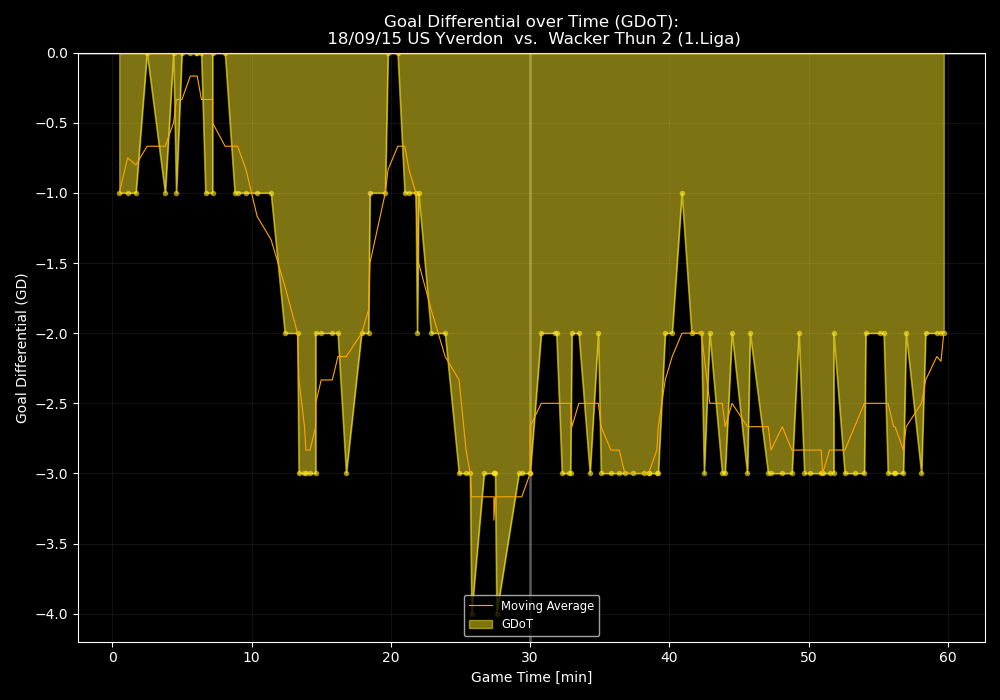 Goal Differential over Time (GDoT):
18/09/15 US Yverdon  vs.  Wacker Thun 2 (1.Liga)
Goal Differential (GD)
0.0
−0.5
−1.0
−1.5
−2.0
−2.5
−3.0
−3.5
−4.0
Moving Average
GDoT
0 10 20 30 40 50 60
Game Time [min]